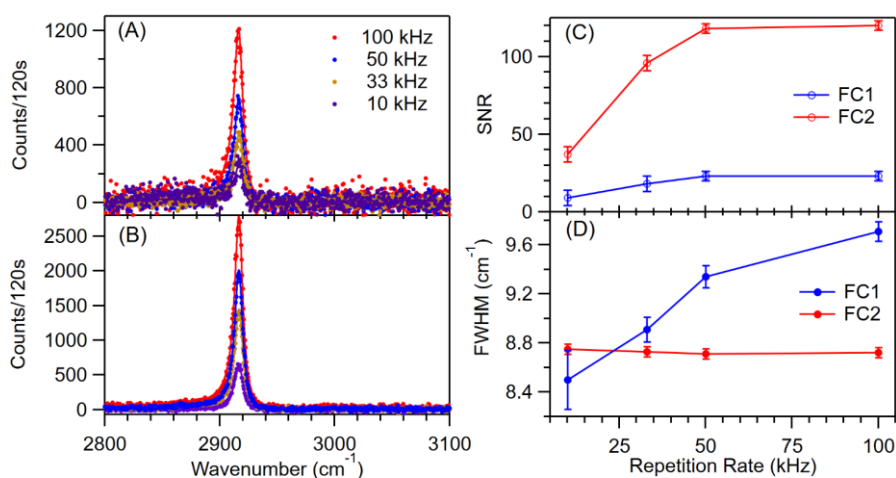 (A)
100 kHz
50 kHz
33 kHz
10 kHz
Counts/120s
1200
800
400
0
(B)
Counts/120s
2500
2000
1500
1000
500
0
2800
2900
3000
3100
Wavenumber (cm⁻¹)
(C)
SNR
100
50
0
FC1
FC2
(D)
FWHM (cm⁻¹)
9.6
9.2
8.8
8.4
FC1
FC2
25
50
75
100
Repetition Rate (kHz)